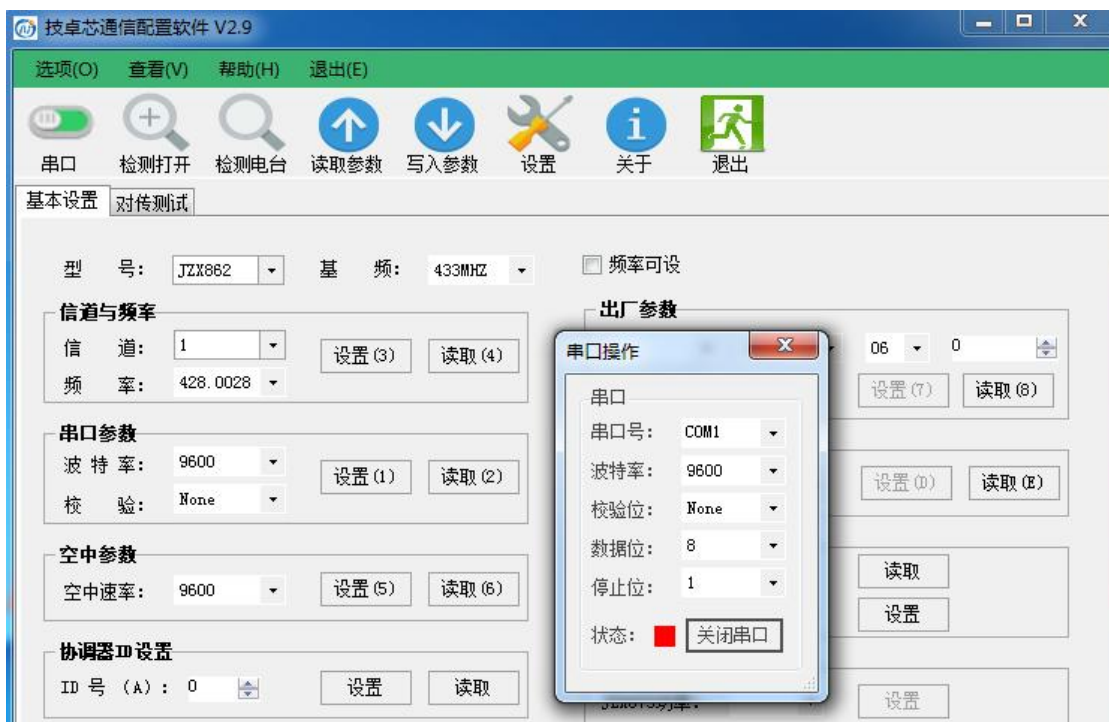 技卓芯通信配置软件 V2.9
选项(O) 查看(V) 帮助(H) 退出(E)
串口 检测打开 检测电台 读取参数 写入参数 设置 关于 退出
基本设置 对传测试
型 号: JZX862 基 频: 433MHZ 频率可设
信道与频率
信 道: 1
频 率: 428.0028
设置(3) 读取(4)
串口参数
波 特 率: 9600
校 验: None
设置(1) 读取(2)
空中参数
空中速率: 9600 设置(5) 读取(6)
协调器ID设置
ID 号 (A): 0 设置 读取
出厂参数
06 0
设置(7) 读取(8)
设置(D) 读取(E)
读取
设置
设置
串口操作
串口
串口号: COM1
波特率: 9600
校验位: None
数据位: 8
停止位: 1
状态: 关闭串口